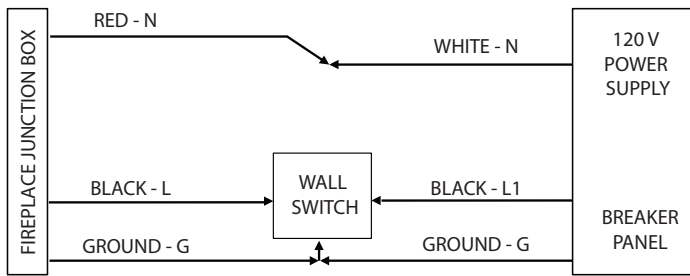 FIREPLACE JUNCTION BOX
RED - N
WHITE - N
120 V
POWER
SUPPLY
BLACK - L
WALL
SWITCH
BLACK - L1
BREAKER
PANEL
GROUND - G
GROUND - G